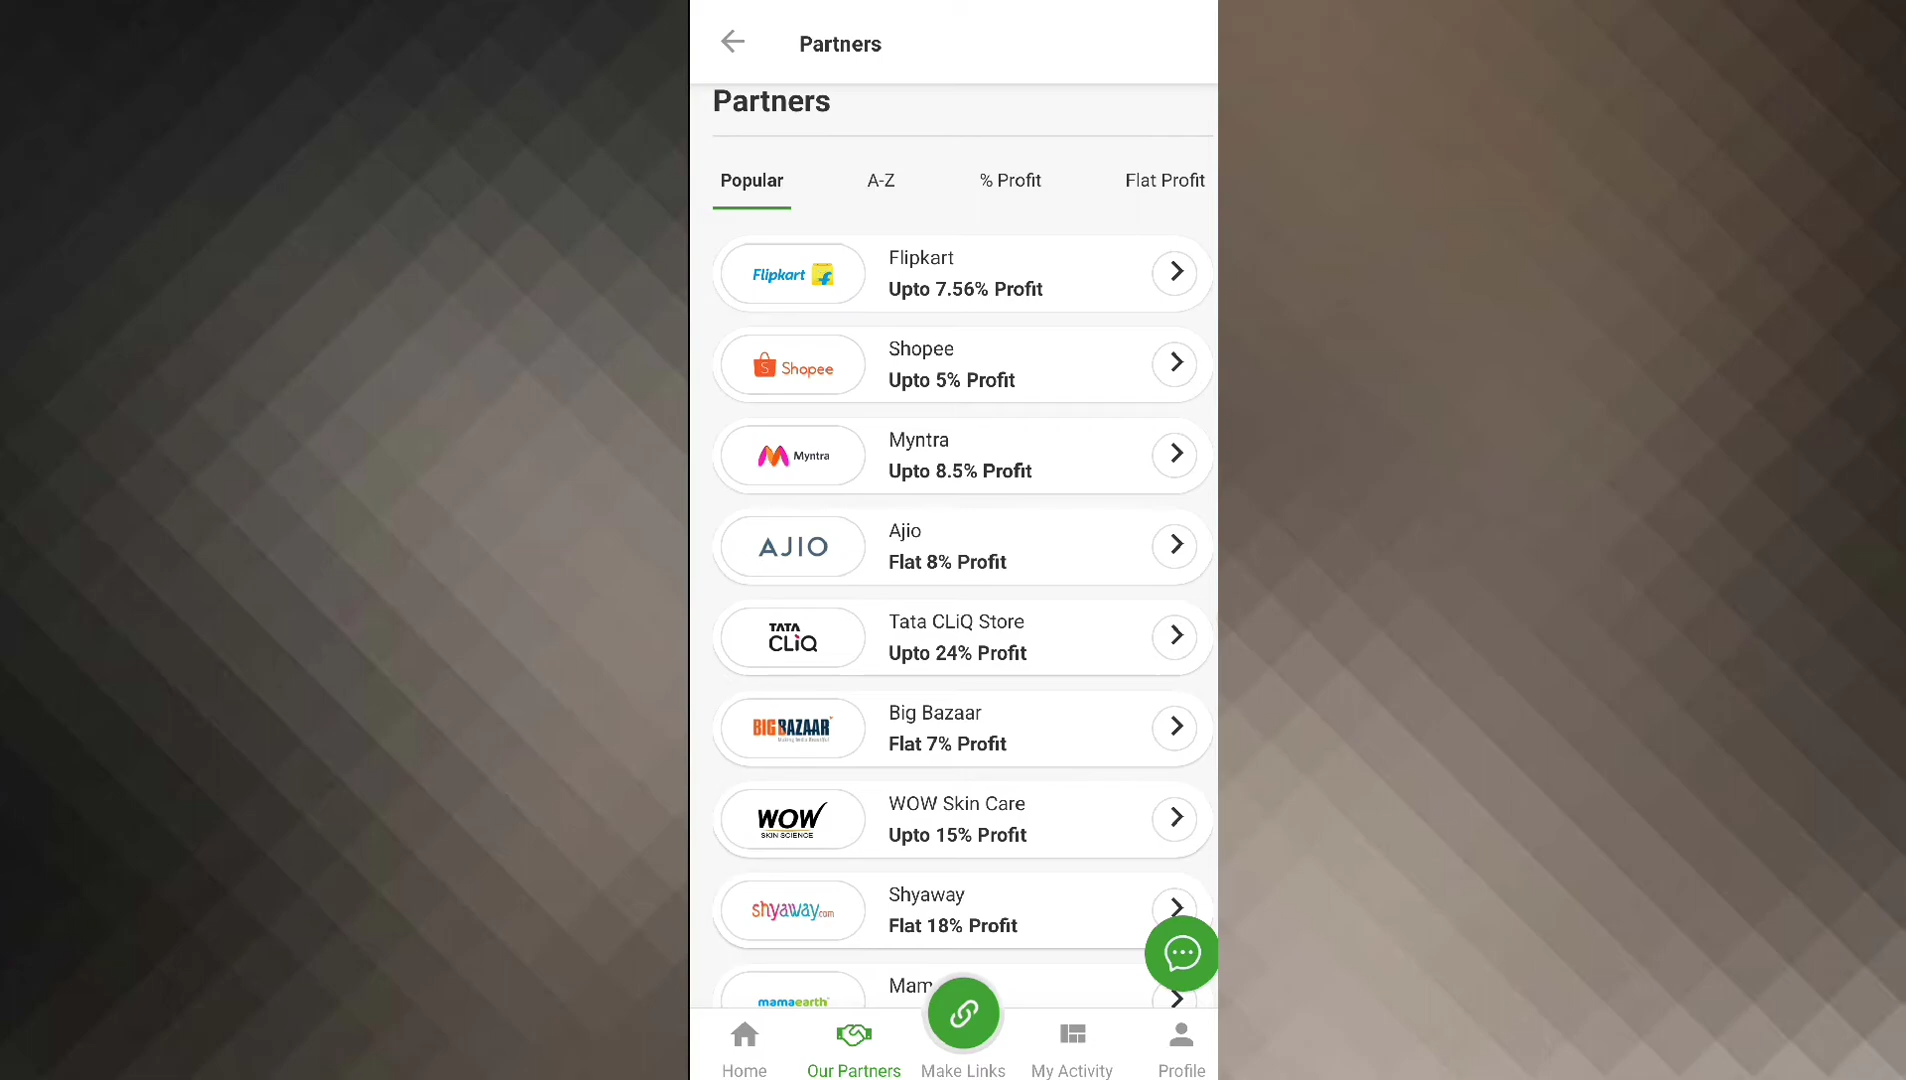 Partners
Partners
Popular A-Z % Profit Flat Profit
Flipkart
Flipkart
Upto 7.56% Profit
Shopee
Shopee
Upto 5% Profit
Myntra
Myntra
Upto 8.5% Profit
AJIO
Ajio
Flat 8% Profit
TATA
CLiQ
Tata CLiQ Store
Upto 24% Profit
BIG BAZAAR
Big Bazaar
Flat 7% Profit
WOW
SKIN SCIENCE
WOW Skin Care
Upto 15% Profit
shyaway.com
Shyaway
Flat 18% Profit
mamaearth
Mam
Home Our Partners Make Links My Activity Profile